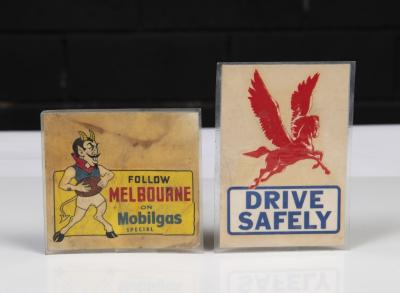 FOLLOW
MELBOURNE
ON
Mobilgas
SPECIAL
DRIVE
SAFELY